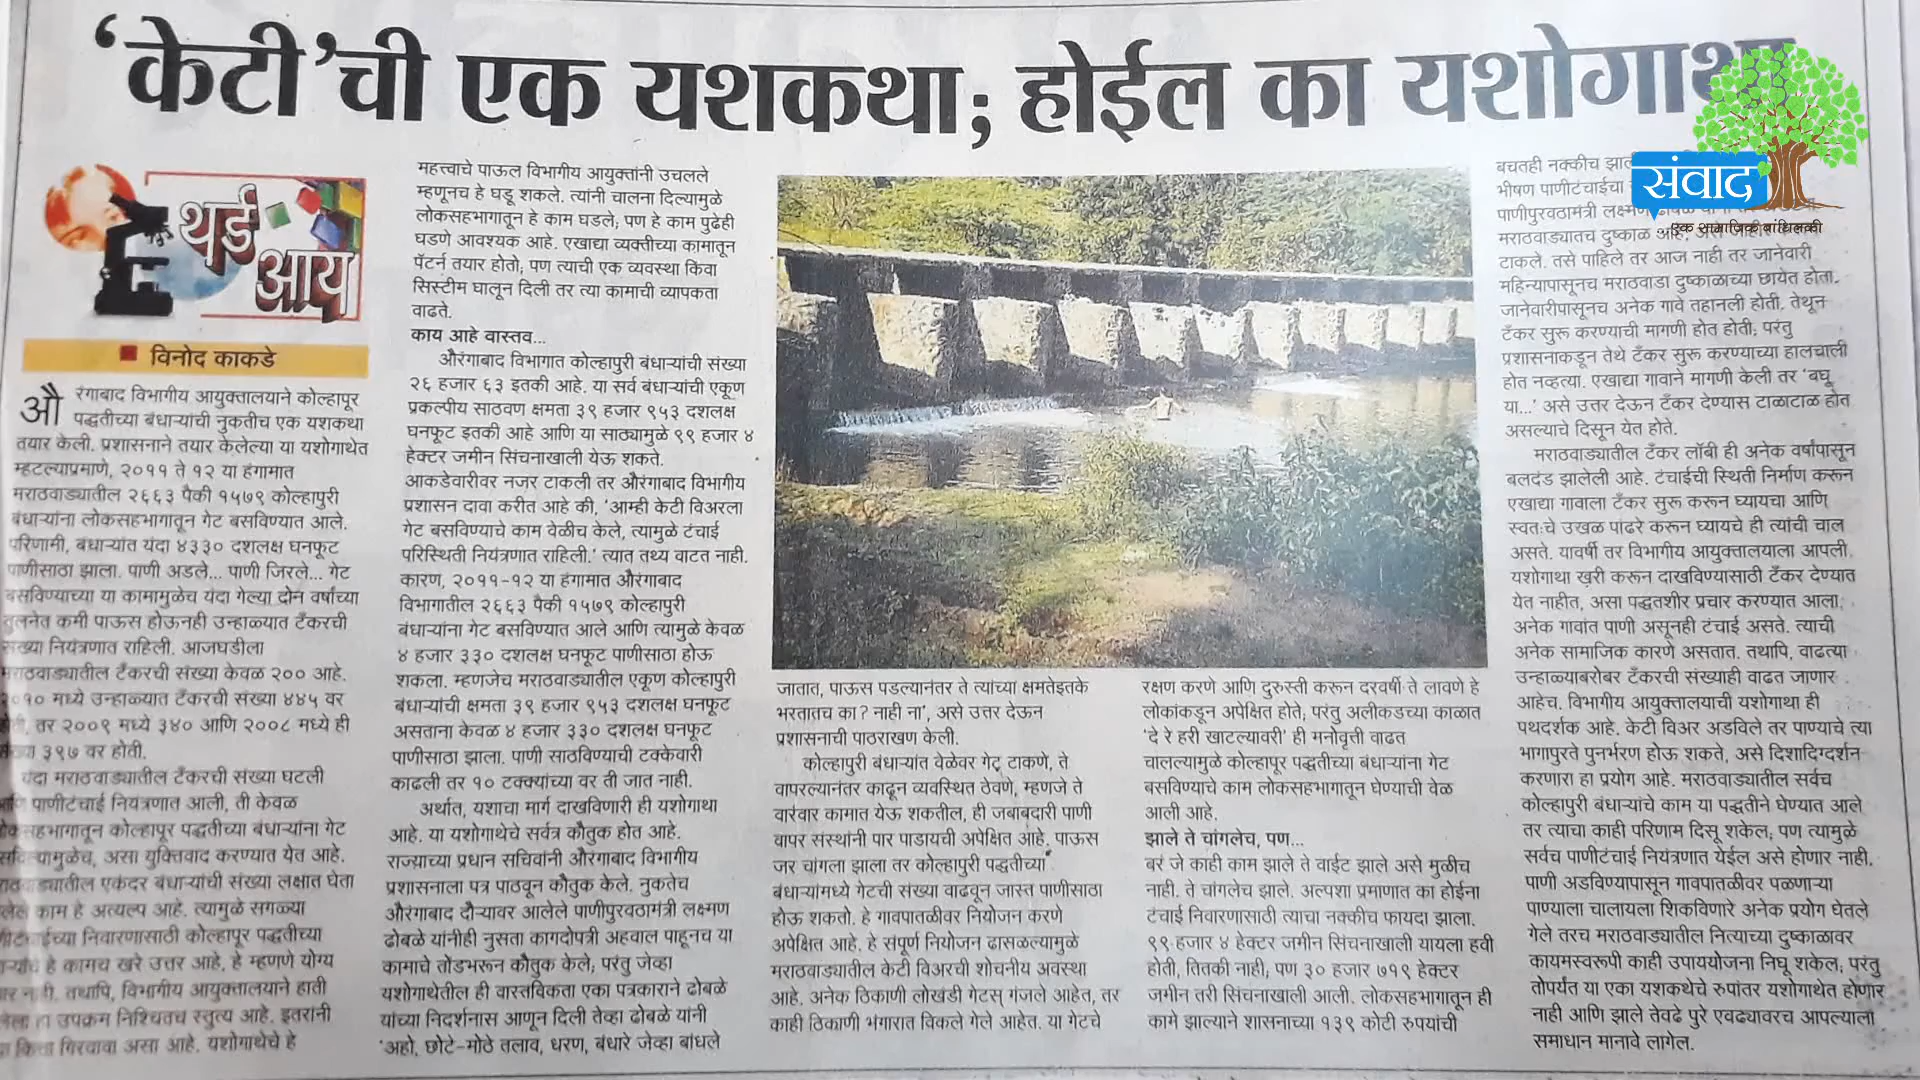 ‘केटी’ची एक यशकथा; होईल का यशोगाथा
संवाद
एक सामाजिक बांधिलकी
थर्ड
आय
विनोद काकडे
औरंगाबाद विभागीय आयुक्तालयाने कोल्हापूर
पद्धतीच्या बंधाऱ्यांची नुकतीच एक यशकथा
तयार केली. प्रशासनाने तयार केलेल्या या यशोगाथेत
म्हटल्याप्रमाणे, २०११ ते १२ या हंगामात
मराठवाड्यातील २६६३ पैकी १५७९ कोल्हापुरी
बंधाऱ्यांना लोकसहभागातून गेट बसविण्यात आले.
परिणामी, बंधाऱ्यांत यंदा ४३३० दशलक्ष घनफूट
पाणीसाठा झाला. पाणी अडले... पाणी जिरले... गेट
बसविण्याच्या या कामामुळेच यंदा गेल्या दोन वर्षांच्या
तुलनेत कमी पाऊस होऊनही उन्हाळ्यात टँकरची
संख्या नियंत्रणात राहिली. आजघडीला
मराठवाड्यातील टँकरची संख्या केवळ २०० आहे.
२०१० मध्ये उन्हाळ्यात टँकरची संख्या ४४५ वर
होती, तर २००९ मध्ये ३४० आणि २००८ मध्ये ही
संख्या ३९७ वर होती.
यंदा मराठवाड्यातील टँकरची संख्या घटली
आणि पाणीटंचाई नियंत्रणात आली, ती केवळ
लोकसहभागातून कोल्हापूर पद्धतीच्या बंधाऱ्यांना गेट
बसविल्यामुळेच, असा युक्तिवाद करण्यात येत आहे.
मराठवाड्यातील एकंदर बंधाऱ्यांची संख्या लक्षात घेता
झालेले काम हे अत्यल्प आहे. त्यामुळे सगळ्या
पाणीटंचाईच्या निवारणासाठी कोल्हापूर पद्धतीच्या
हे कामच खरे उत्तर आहे, हे म्हणणे योग्य
नाही. तथापि, विभागीय आयुक्तालयाने हाती
हा उपक्रम निश्चितच स्तुत्य आहे. इतरांनी
कित्ता गिरवावा असा आहे. यशोगाथेचे हे
महत्त्वाचे पाऊल विभागीय आयुक्तांनी उचलले
म्हणूनच हे घडू शकले. त्यांनी चालना दिल्यामुळे
लोकसहभागातून हे काम घडले; पण हे काम पुढेही
घडणे आवश्यक आहे. एखाद्या व्यक्तीच्या कामातून
पॅटर्न तयार होतो; पण त्याची एक व्यवस्था किंवा
सिस्टीम घालून दिली तर त्या कामाची व्यापकता
वाढते.
काय आहे वास्तव...
औरंगाबाद विभागात कोल्हापुरी बंधाऱ्यांची संख्या
२६ हजार ६३ इतकी आहे. या सर्व बंधाऱ्यांची एकूण
प्रकल्पीय साठवण क्षमता ३९ हजार ९५३ दशलक्ष
घनफूट इतकी आहे आणि या साठ्यामुळे ९९ हजार ४
हेक्टर जमीन सिंचनाखाली येऊ शकते.
आकडेवारीवर नजर टाकली तर औरंगाबाद विभागीय
प्रशासन दावा करीत आहे की, ‘आम्ही केटी विअरला
गेट बसविण्याचे काम वेळीच केले, त्यामुळे टंचाई
परिस्थिती नियंत्रणात राहिली.’ त्यात तथ्य वाटत नाही.
कारण, २०११-१२ या हंगामात औरंगाबाद
विभागातील २६६३ पैकी १५७९ कोल्हापुरी
बंधाऱ्यांना गेट बसविण्यात आले आणि त्यामुळे केवळ
४ हजार ३३० दशलक्ष घनफूट पाणीसाठा होऊ
शकला. म्हणजेच मराठवाड्यातील एकूण कोल्हापुरी
बंधाऱ्यांची क्षमता ३९ हजार ९५३ दशलक्ष घनफूट
असताना केवळ ४ हजार ३३० दशलक्ष घनफूट
पाणीसाठा झाला. पाणी साठविण्याची टक्केवारी
काढली तर १० टक्क्यांच्या वर ती जात नाही.
अर्थात, यशाचा मार्ग दाखविणारी ही यशोगाथा
आहे. या यशोगाथेचे सर्वत्र कौतुक होत आहे.
राज्याच्या प्रधान सचिवांनी औरंगाबाद विभागीय
प्रशासनाला पत्र पाठवून कौतुक केले. नुकतेच
औरंगाबाद दौऱ्यावर आलेले पाणीपुरवठामंत्री लक्ष्मण
ढोबळे यांनीही नुसता कागदोपत्री अहवाल पाहूनच या
कामाचे तोंडभरून कौतुक केले; परंतु जेव्हा
यशोगाथेतील ही वास्तविकता एका पत्रकाराने ढोबळे
यांच्या निदर्शनास आणून दिली तेव्हा ढोबळे यांनी
‘अहो, छोटे-मोठे तलाव, धरण, बंधारे जेव्हा बांधले
जातात, पाऊस पडल्यानंतर ते त्यांच्या क्षमतेइतके
भरतातच का? नाही ना’, असे उत्तर देऊन
प्रशासनाची पाठराखण केली.
कोल्हापुरी बंधाऱ्यांत वेळेवर गेट टाकणे, ते
वापरल्यानंतर काढून व्यवस्थित ठेवणे, म्हणजे ते
वारंवार कामात येऊ शकतील, ही जबाबदारी पाणी
वापर संस्थांनी पार पाडायची अपेक्षित आहे. पाऊस
जर चांगला झाला तर कोल्हापुरी पद्धतीच्या
बंधाऱ्यांमध्ये गेटची संख्या वाढवून जास्त पाणीसाठा
होऊ शकतो. हे गावपातळीवर नियोजन करणे
अपेक्षित आहे. हे संपूर्ण नियोजन ढासळल्यामुळे
मराठवाड्यातील केटी विअरची शोचनीय अवस्था
आहे. अनेक ठिकाणी लोखंडी गेटस् गंजले आहेत, तर
काही ठिकाणी भंगारात विकले गेले आहेत. या गेटचे
रक्षण करणे आणि दुरुस्ती करून दरवर्षी ते लावणे हे
लोकांकडून अपेक्षित होते; परंतु अलीकडच्या काळात
‘दे रे हरी खाटल्यावरी’ ही मनोवृत्ती वाढत
चालल्यामुळे कोल्हापूर पद्धतीच्या बंधाऱ्यांना गेट
बसविण्याचे काम लोकसहभागातून घेण्याची वेळ
आली आहे.
झाले ते चांगलेच, पण...
बरं जे काही काम झाले ते वाईट झाले असे मुळीच
नाही. ते चांगलेच झाले. अल्पशा प्रमाणात का होईना
टंचाई निवारणासाठी त्याचा नक्कीच फायदा झाला.
९९ हजार ४ हेक्टर जमीन सिंचनाखाली यायला हवी
होती, तितकी नाही; पण ३० हजार ७१९ हेक्टर
जमीन तरी सिंचनाखाली आली. लोकसहभागातून ही
कामे झाल्याने शासनाच्या १३९ कोटी रुपयांची
बचतही नक्कीच
भीषण पाणीटंचाईचा
पाणीपुरवठामंत्री लक्ष्मण
मराठवाड्यातच दुष्काळ आहे,
टाकले. तसे पाहिले तर आज नाही तर जानेवारी
महिन्यापासूनच मराठवाडा दुष्काळाच्या छायेत होता.
जानेवारीपासूनच अनेक गावे तहानली होती. तेथून
टँकर सुरू करण्याची मागणी होत होती; परंतु
प्रशासनाकडून तेथे टँकर सुरू करण्याच्या हालचाली
होत नव्हत्या. एखाद्या गावाने मागणी केली तर ‘बघू
या...’ असे उत्तर देऊन टँकर देण्यास टाळाटाळ होत
असल्याचे दिसून येत होते.
मराठवाड्यातील टँकर लॉबी ही अनेक वर्षांपासून
बलदंड झालेली आहे. टंचाईची स्थिती निर्माण करून
एखाद्या गावाला टँकर सुरू करून घ्यायचा आणि
स्वतःचे उखळ पांढरे करून घ्यायचे ही त्यांची चाल
असते. यावर्षी तर विभागीय आयुक्तालयाला आपली
यशोगाथा खरी करून दाखविण्यासाठी टँकर देण्यात
येत नाहीत, असा पद्धतशीर प्रचार करण्यात आला.
अनेक गावांत पाणी असूनही टंचाई असते. त्याची
अनेक सामाजिक कारणे असतात. तथापि, वाढत्या
उन्हाळ्याबरोबर टँकरची संख्याही वाढत जाणार
आहेच. विभागीय आयुक्तालयाची यशोगाथा ही
पथदर्शक आहे. केटी विअर अडविले तर पाण्याचे त्या
भागापुरते पुनर्भरण होऊ शकते, असे दिशादिग्दर्शन
करणारा हा प्रयोग आहे. मराठवाड्यातील सर्वच
कोल्हापुरी बंधाऱ्यांचे काम या पद्धतीने घेण्यात आले
तर त्याचा काही परिणाम दिसू शकेल; पण त्यामुळे
सर्वच पाणीटंचाई नियंत्रणात येईल असे होणार नाही.
पाणी अडविण्यापासून गावपातळीवर पळणाऱ्या
पाण्याला चालायला शिकविणारे अनेक प्रयोग घेतले
गेले तरच मराठवाड्यातील नित्याच्या दुष्काळावर
कायमस्वरूपी काही उपाययोजना निघू शकेल; परंतु
तोपर्यंत या एका यशकथेचे रुपांतर यशोगाथेत होणार
नाही आणि झाले तेवढे पुरे एवढ्यावरच आपल्याला
समाधान मानावे लागेल.